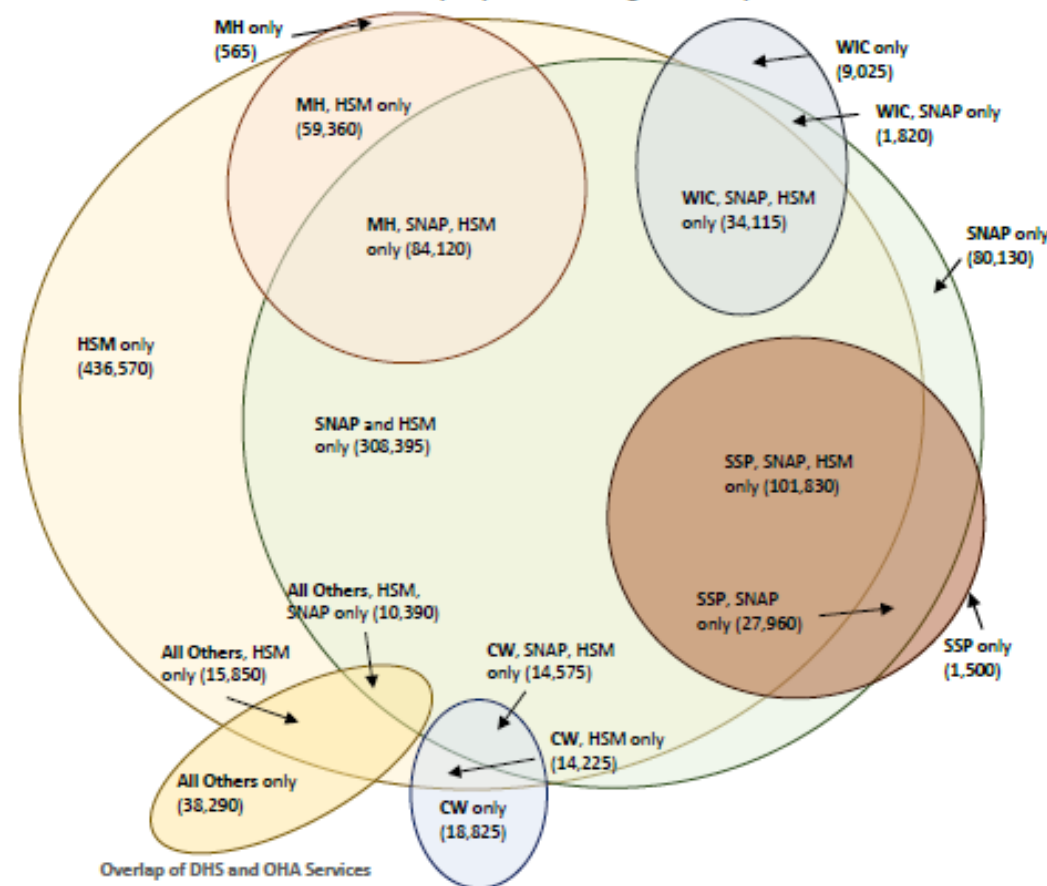 MH only
(565)
WIC only
(9,025)
MH, HSM only
(59,360)
WIC, SNAP only
(1,820)
WIC, SNAP, HSM
only (34,115)
MH, SNAP, HSM
only (84,120)
SNAP only
(80,130)
HSM only
(436,570)
SNAP and HSM
only (308,395)
SSP, SNAP, HSM
only (101,830)
All Others, HSM,
SNAP only (10,390)
SSP, SNAP
only (27,960)
SSP only
(1,500)
All Others, HSM
only (15,850)
CW, SNAP, HSM
only (14,575)
CW, HSM only
(14,225)
All Others only
(38,290)
CW only
(18,825)
Overlap of DHS and OHA Services